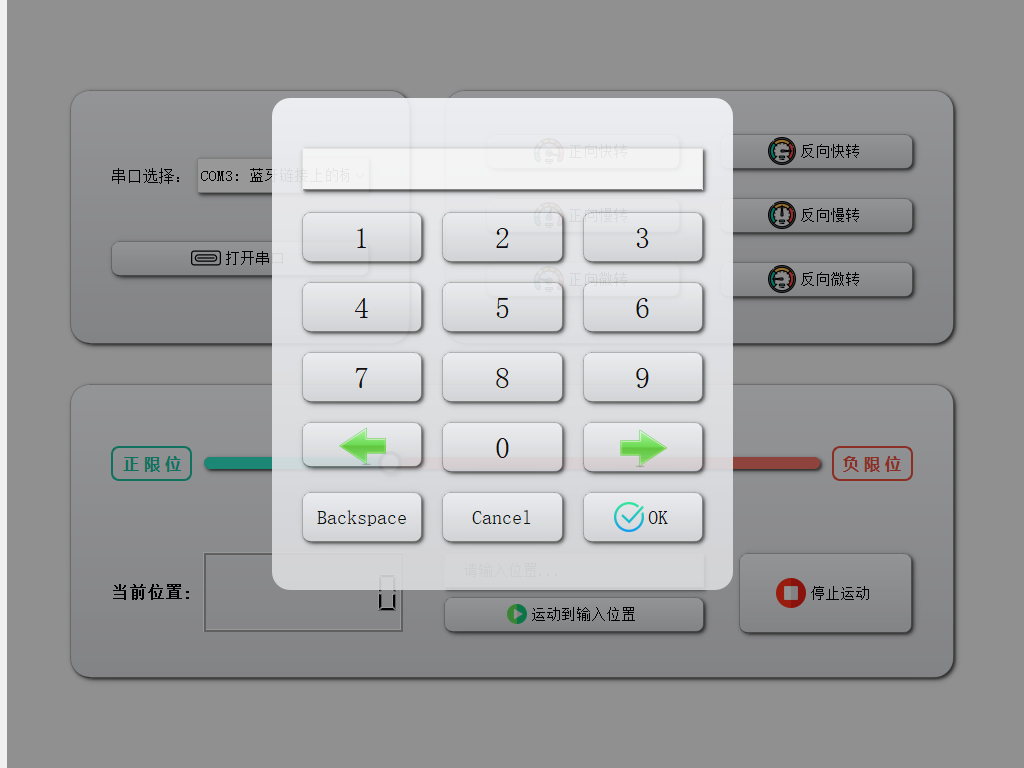 串口选择: COM3: 蓝牙链接上的标
打开串口
正向快转 反向快转
正向慢转 反向慢转
正向微转 反向微转
1 2 3
4 5 6
7 8 9
0
Backspace Cancel OK
正限位 负限位
当前位置: 0
请输入位置...
运动到输入位置
停止运动